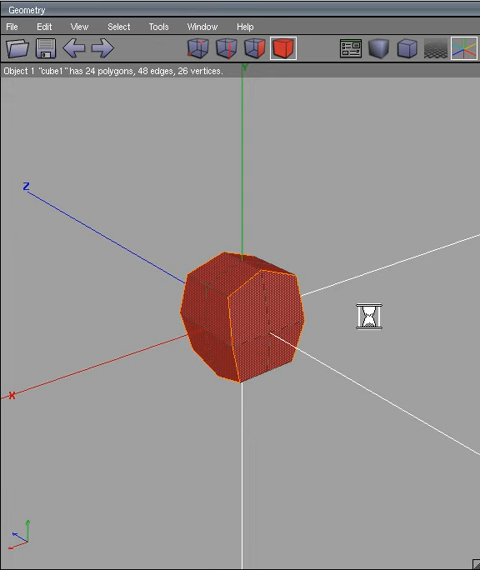 Geometry
File Edit View Select Tools Window Help
Object 1 "cube1" has 24 polygons, 48 edges, 26 vertices.
Y
Z
X